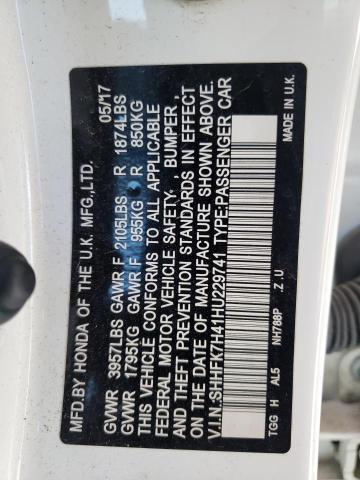 MFD.BY HONDA OF THE U.K. MFG.,LTD. 05/17
GVWR 3957LBS GAWR F 2105LBS R 1874LBS
GVWR 1795KG GAWR F 955KG R 850KG
THIS VEHICLE CONFORMS TO ALL APPLICABLE
FEDERAL MOTOR VEHICLE SAFETY , BUMPER ,
AND THEFT PREVENTION STANDARDS IN EFFECT
ON THE DATE OF MANUFACTURE SHOWN ABOVE.
V.I.N.:SHHFK7H41HU229741 TYPE:PASSENGER CAR
TGG H AL5 NH788P .Z .U MADE IN U.K.